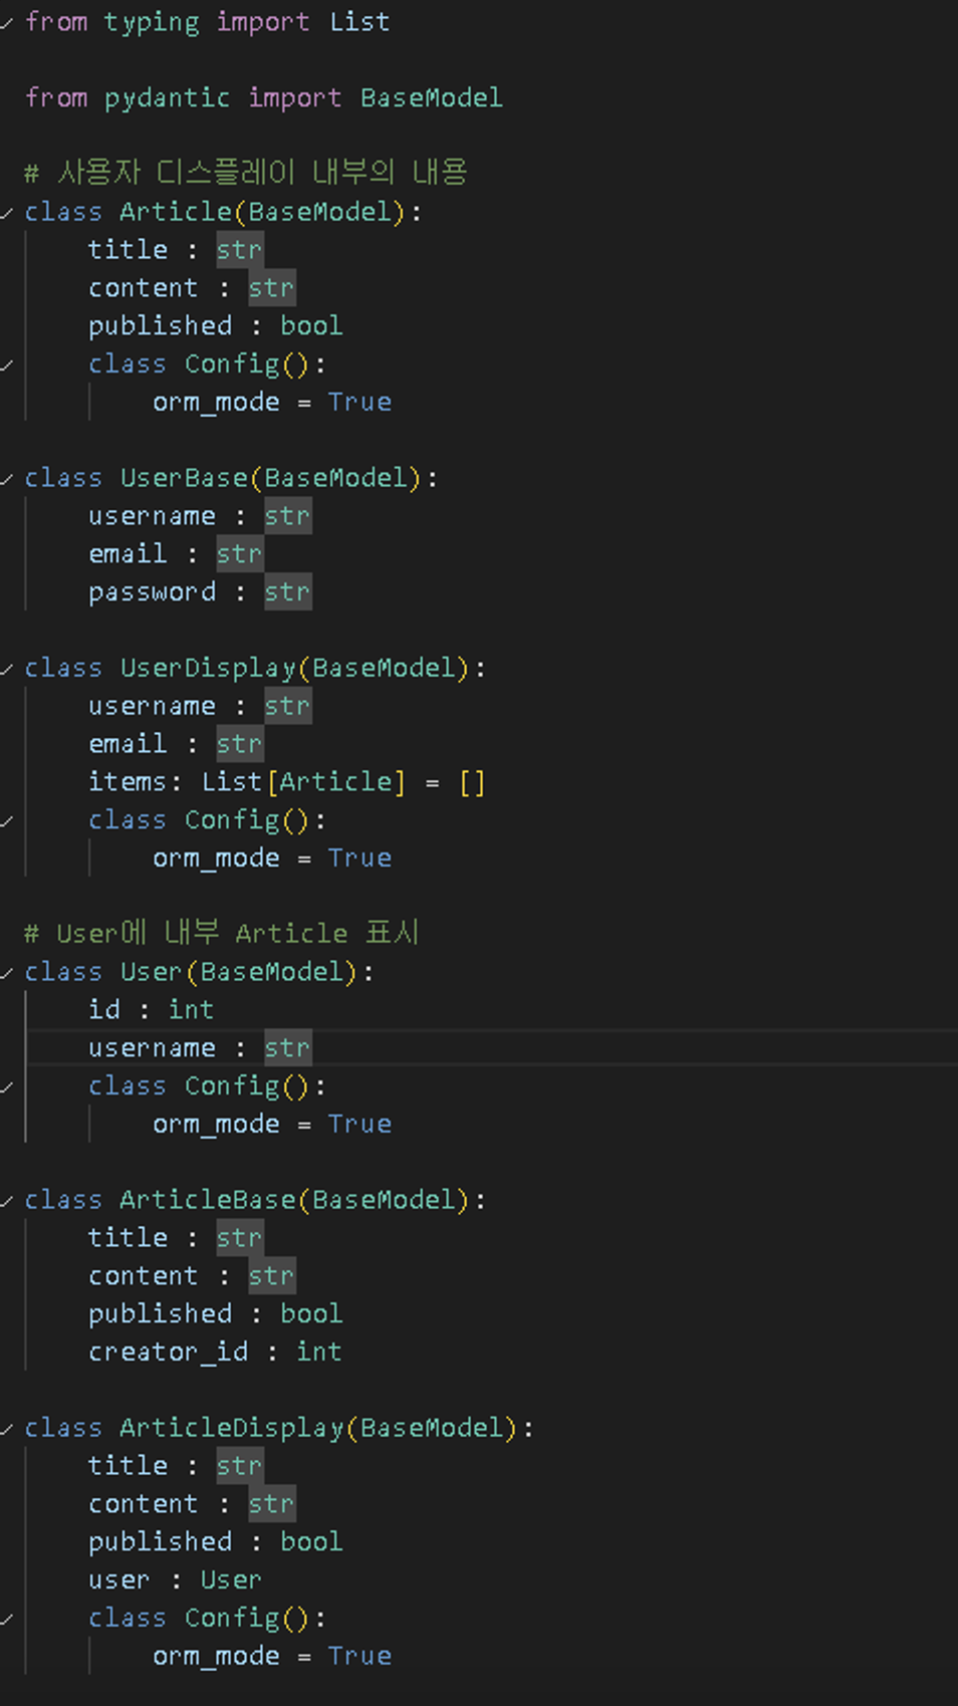 from typing import List
from pydantic import BaseModel
# 사용자 디스플레이 내부의 내용
class Article(BaseModel):
    title : str
    content : str
    published : bool
    class Config():
        orm_mode = True
class UserBase(BaseModel):
    username : str
    email : str
    password : str
class UserDisplay(BaseModel):
    username : str
    email : str
    items: List[Article] = []
    class Config():
        orm_mode = True
# User에 내부 Article 표시
class User(BaseModel):
    id : int
    username : str
    class Config():
        orm_mode = True
class ArticleBase(BaseModel):
    title : str
    content : str
    published : bool
    creator_id : int
class ArticleDisplay(BaseModel):
    title : str
    content : str
    published : bool
    user : User
    class Config():
        orm_mode = True